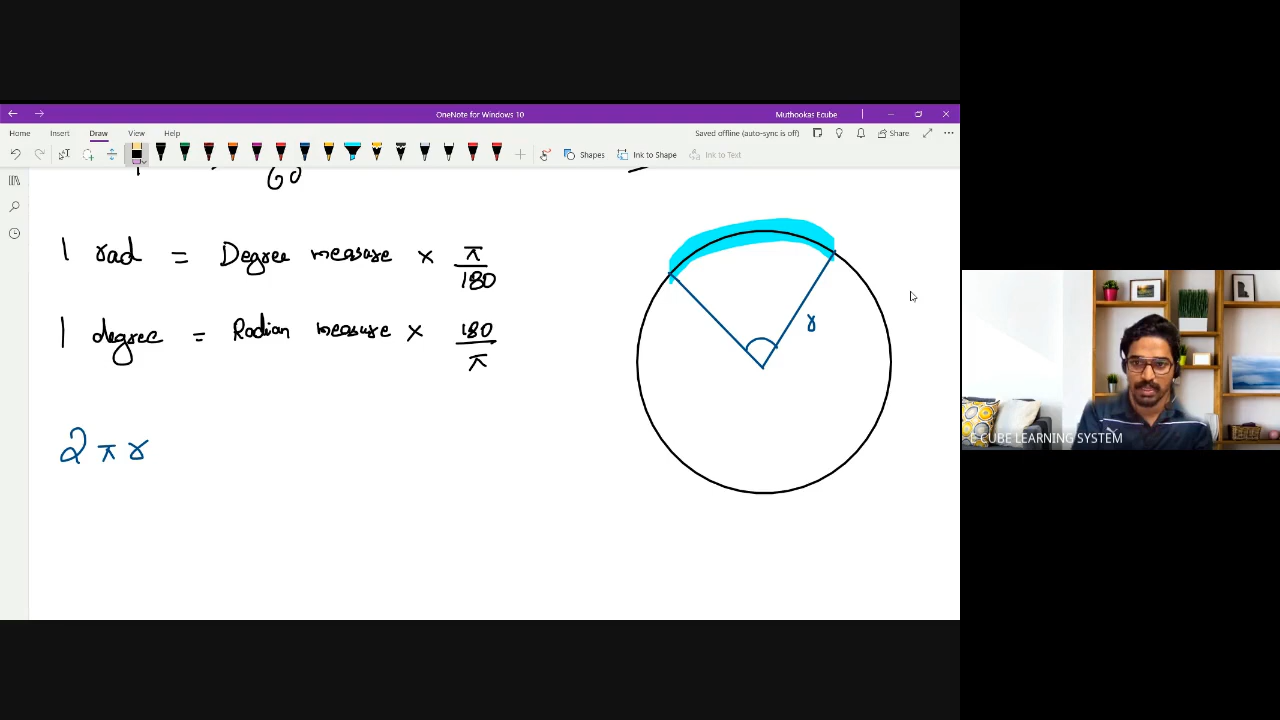 OneNote for Windows 10
Muthookas Ecube
Home Insert Draw View Help
Saved offline (auto-sync is off)
Share
Shapes
Ink to Shape
Ink to Text
60
1 rad = Degree measure × π/180
1 degree = Radian measure × 180/π
2πr
r
E CUBE LEARNING SYSTEM